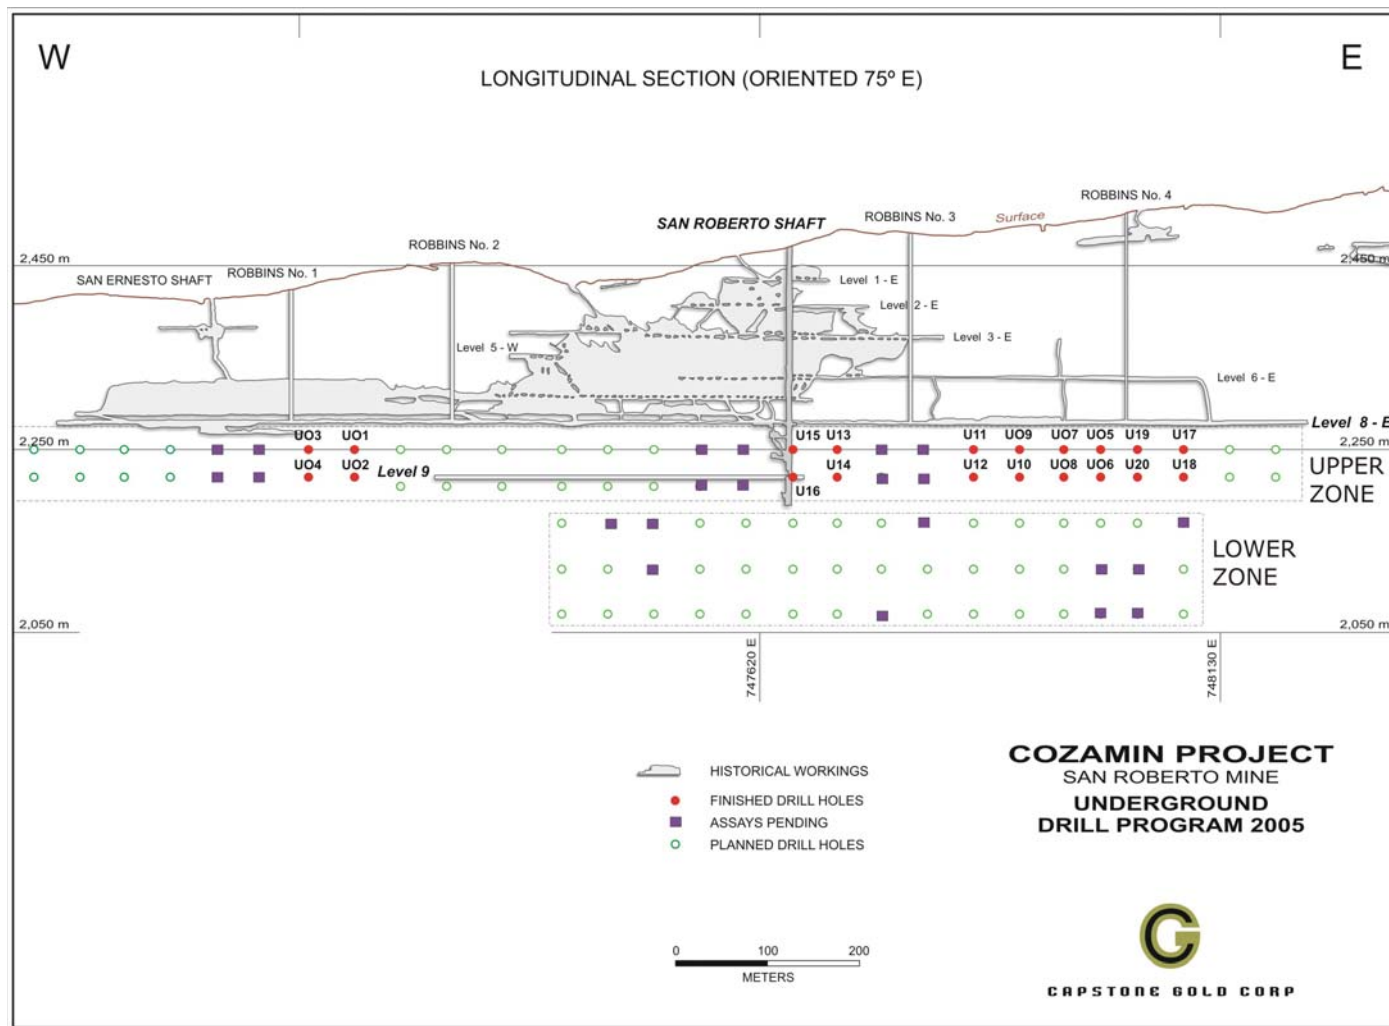 W
E
LONGITUDINAL SECTION (ORIENTED 75º E)
ROBBINS No. 4
SAN ROBERTO SHAFT
ROBBINS No. 3
Surface
ROBBINS No. 2
2,450 m
SAN ERNESTO SHAFT
ROBBINS No. 1
2,450 m
Level 1 - E
Level 2 - E
Level 3 - E
Level 5 - W
Level 6 - E
Level 8 - E
2,250 m
UO3 UO1 U15 U13 U11 UO9 UO7 UO5 U19 U17
2,250 m
UO4 UO2 Level 9 U14 U12 U10 UO8 UO6 U20 U18
U16
UPPER
ZONE
LOWER
ZONE
2,050 m
2,050 m
747620 E
748130 E
COZAMIN PROJECT
SAN ROBERTO MINE
UNDERGROUND
DRILL PROGRAM 2005
HISTORICAL WORKINGS
FINISHED DRILL HOLES
ASSAYS PENDING
PLANNED DRILL HOLES
0 100 200
METERS
CG
CAPSTONE GOLD CORP